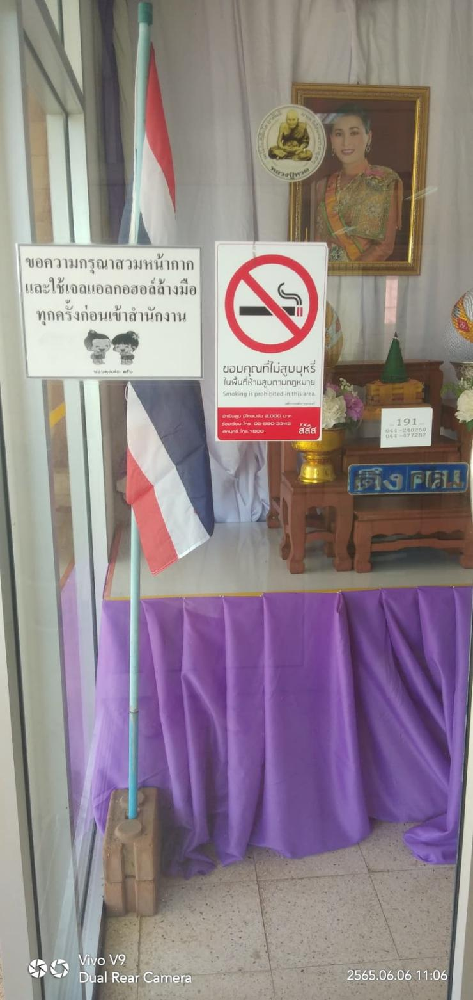 หลวงปู่ทวด
ขอความกรุณาสวมหน้ากาก
และใช้เจลแอลกอฮอล์ล้างมือ
ทุกครั้งก่อนเข้าสำนักงาน
ขอบคุณค่ะ- ครับ
ขอบคุณที่ไม่สูบบุหรี่
ในพื้นที่ห้ามสูบตามกฎหมาย
Smoking is prohibited in this area.
ฝ่าฝืนสูบ มีโทษปรับ 2,000 บาท
ร้องเรียน โทร. 02-590-3342
เลิกบุหรี่ โทร.1600
สสส
191
044 -240250
044 -477287
ดึง
ผลัก
Vivo V9
Dual Rear Camera
2565.06.06 11:06